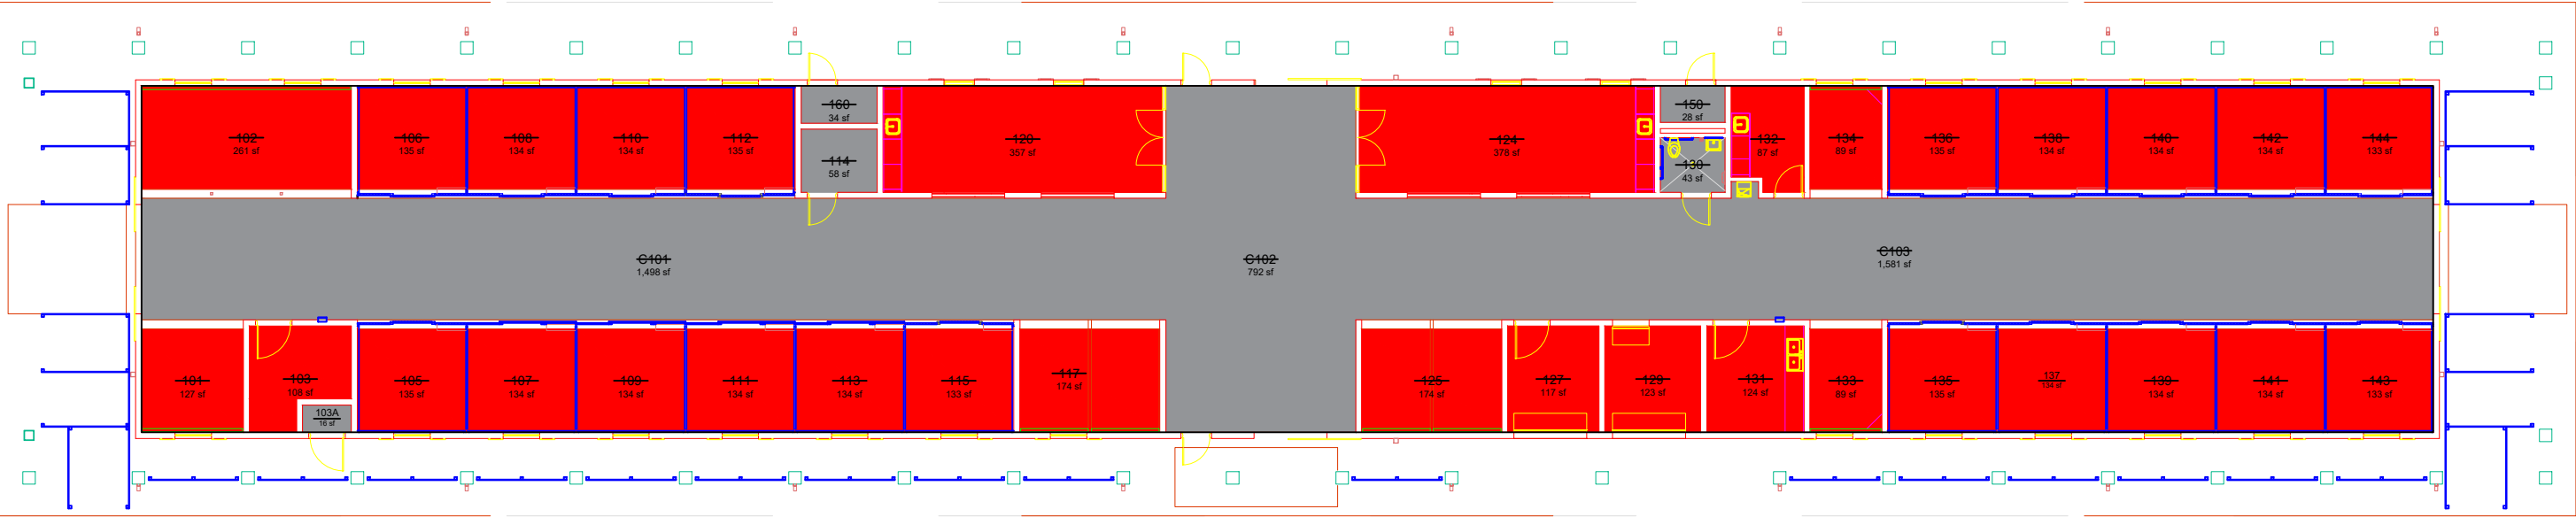 102
261 sf
106
135 sf
108
134 sf
110
134 sf
112
135 sf
160
34 sf
114
58 sf
120
357 sf
124
378 sf
150
28 sf
130
43 sf
132
87 sf
134
89 sf
136
135 sf
138
134 sf
140
134 sf
142
134 sf
144
133 sf
C101
1,498 sf
C102
792 sf
C103
1,581 sf
101
127 sf
103
108 sf
103A
16 sf
105
135 sf
107
134 sf
109
134 sf
111
134 sf
113
134 sf
115
133 sf
117
174 sf
125
174 sf
127
117 sf
129
123 sf
131
124 sf
133
89 sf
135
135 sf
137
134 sf
139
134 sf
141
134 sf
143
133 sf